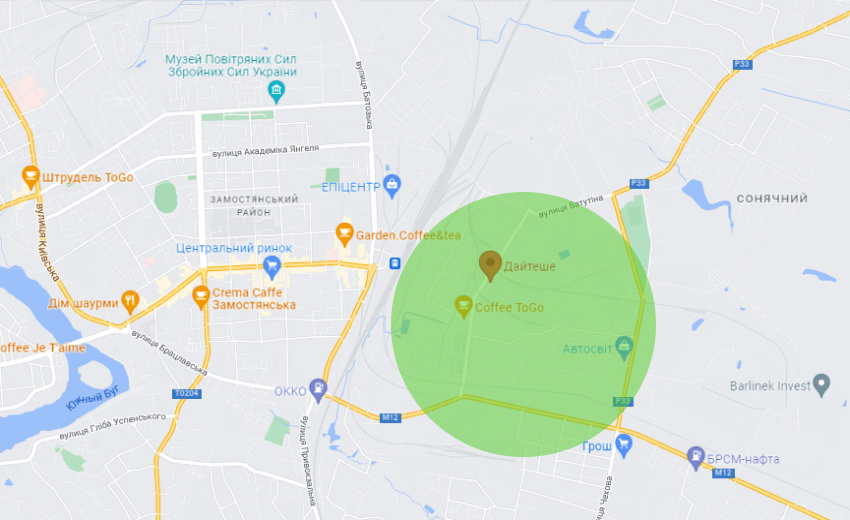 Музей Повітряних Сил
Збройних Сил України
P33
вулиця Батозька
вулиця Академіка Янгеля
Штрудель ToGo
ЕПІЦЕНТР
P33
СОНЯЧНИЙ
ЗАМОСТЯНСЬКИЙ
РАЙОН
вулиця Ватутіна
вулиця Київська
Garden.Coffee&tea
Центральний ринок
Дайтеше
Crema Caffe
Замостянська
Дім шаурми
Coffee ToGo
offee Je T'aime
вулиця Брацлавська
Автосвіт
Barlinek Invest
Южный Буг
T0204
ОККО
P33
M12
вулиця Гліба Успенського
вулиця Привокзальна
Грош
БРСМ-нафта
M12
иця Чехова